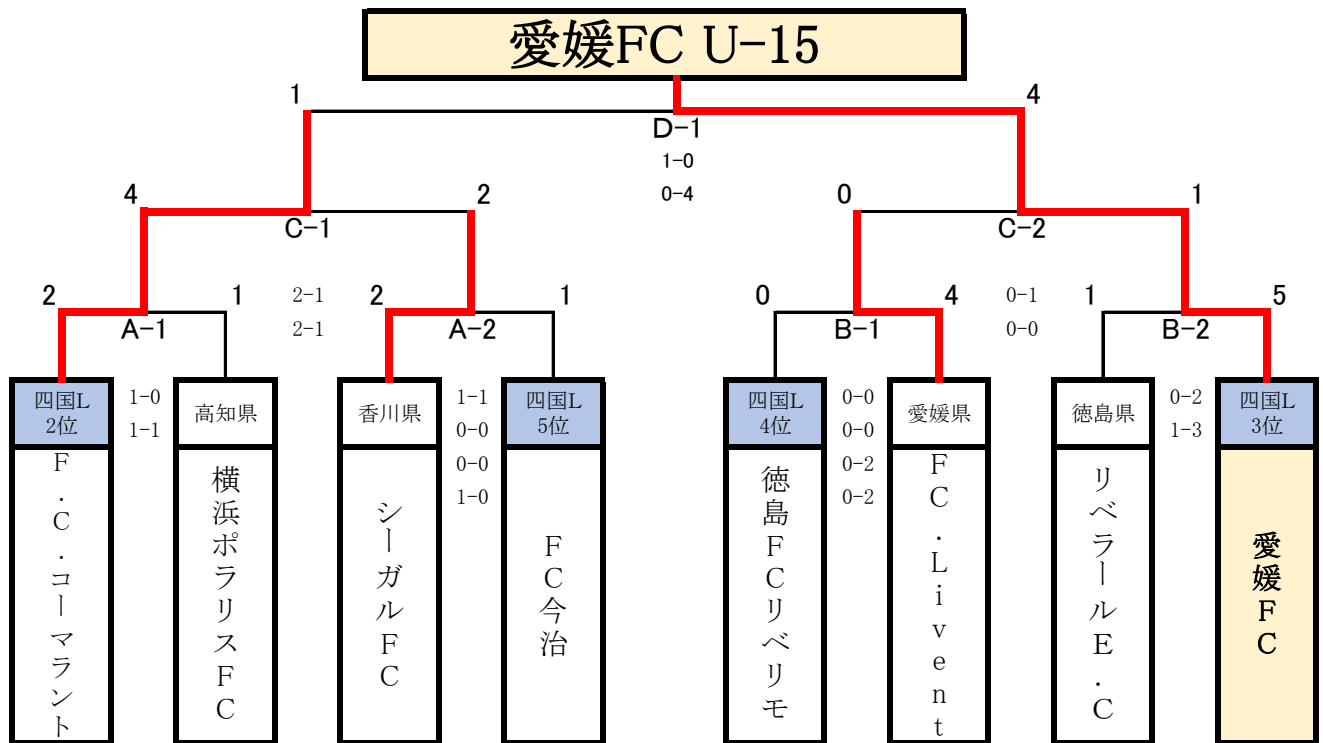 愛媛FC U-15
1
4
D-1
1-0
0-4
4
2
0
1
C-1
C-2
2
1
2-1
2-1
2
1
0
4
0-1
0-0
1
5
A-1
A-2
B-1
B-2
四国L
2位
1-0
1-1
高知県
香川県
1-1
0-0
0-0
1-0
四国L
5位
四国L
4位
0-0
0-0
0-2
0-2
愛媛県
徳島県
0-2
1-3
四国L
3位
F.C.コーマラント
横浜ポラリスFC
シーガルFC
FC今治
徳島FCリベリモ
FC.Livent
リベラールE.C
愛媛FC